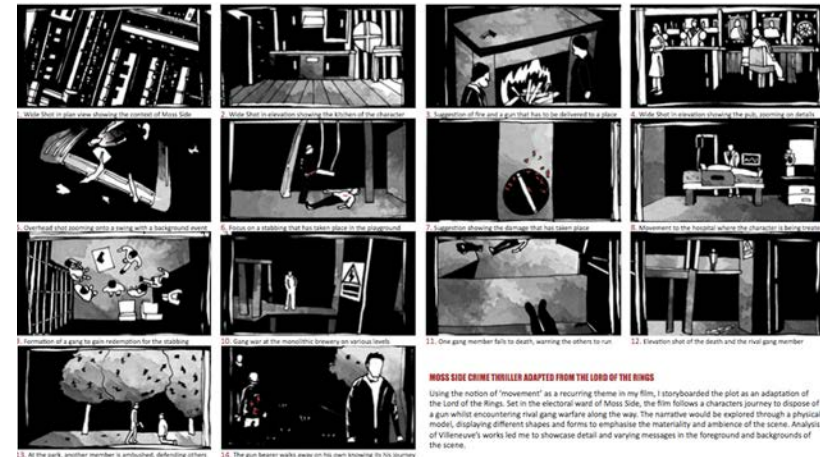 1. Wide Shot in plan view showing the context of Moss Side
2. Wide Shot in elevation showing the kitchen of the character
3. Suggestion of fire and a gun that has to be delivered to a place
4. Wide Shot in elevation showing the pub, zooming on details
5. Overhead shot zooming onto a swing with a background event
6. Focus on a stabbing that has taken place in the playground
7. Suggestion showing the damage that has taken place
8. Movement to the hospital where the character is being treated
9. Formation of a gang to gain redemption for the stabbing
10. Gang war at the monolithic brewery on various levels
11. One gang member falls to death, warning the others to run
12. Elevation shot of the death and the rival gang member
13. At the park, another member is ambushed, defending others
14. The gun bearer walks away on his own knowing its his journey
MOSS SIDE CRIME THRILLER ADAPTED FROM THE LORD OF THE RINGS
Using the notion of 'movement' as a recurring theme in my film, I storyboarded the plot as an adaptation of
the Lord of the Rings. Set in the electoral ward of Moss Side, the film follows a characters journey to dispose of
a gun whilst encountering rival gang warfare along the way. The narrative would be explored through a physical
model, displaying different shapes and forms to emphasise the materiality and ambience of the scene. Analysis
of Villeneuve's works led me to showcase detail and varying messages in the foreground and backgrounds of
the scene.